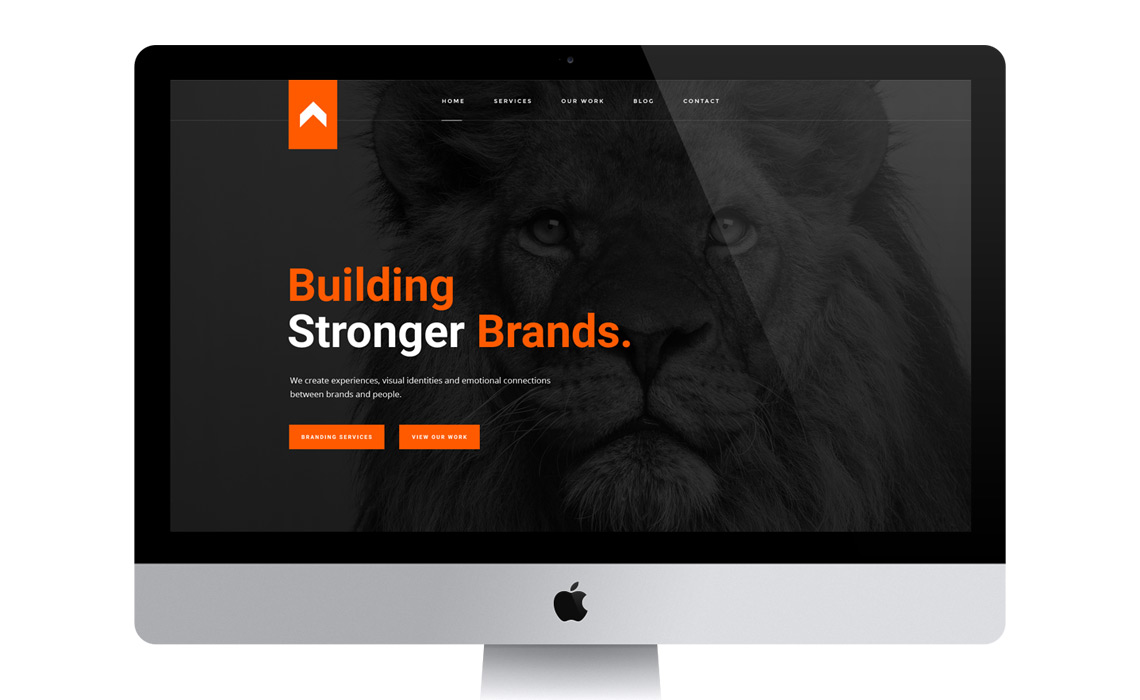 HOME SERVICES OUR WORK BLOG CONTACT
Building
Stronger Brands.
We create experiences, visual identities and emotional connections
between brands and people.
BRANDING SERVICES VIEW OUR WORK